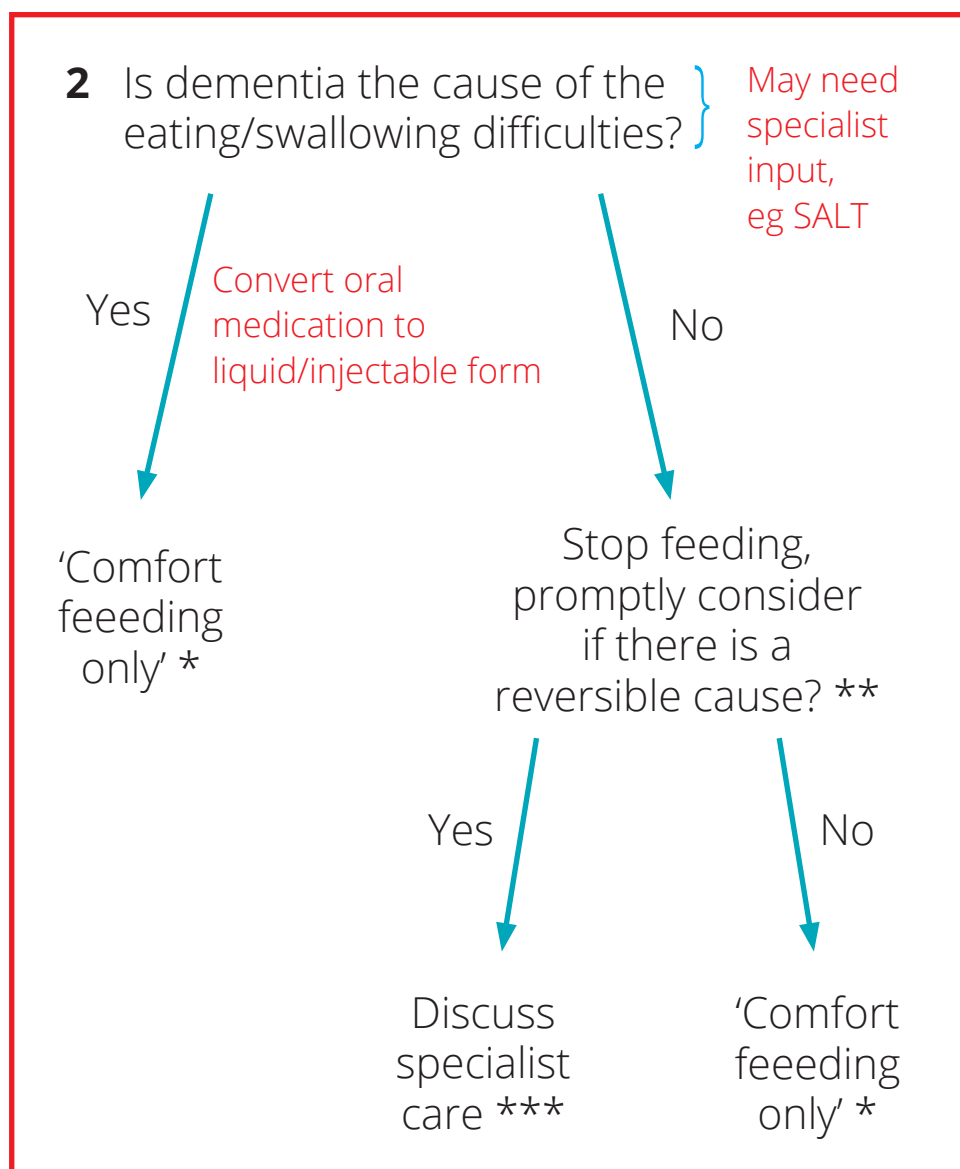 2 Is dementia the cause of the
eating/swallowing difficulties?
May need
specialist
input,
eg SALT
Yes
Convert oral
medication to
liquid/injectable form
No
‘Comfort
feeeding
only’ *
Stop feeding,
promptly consider
if there is a
reversible cause? **
Yes
No
Discuss
specialist
care ***
‘Comfort
feeeding
only’ *